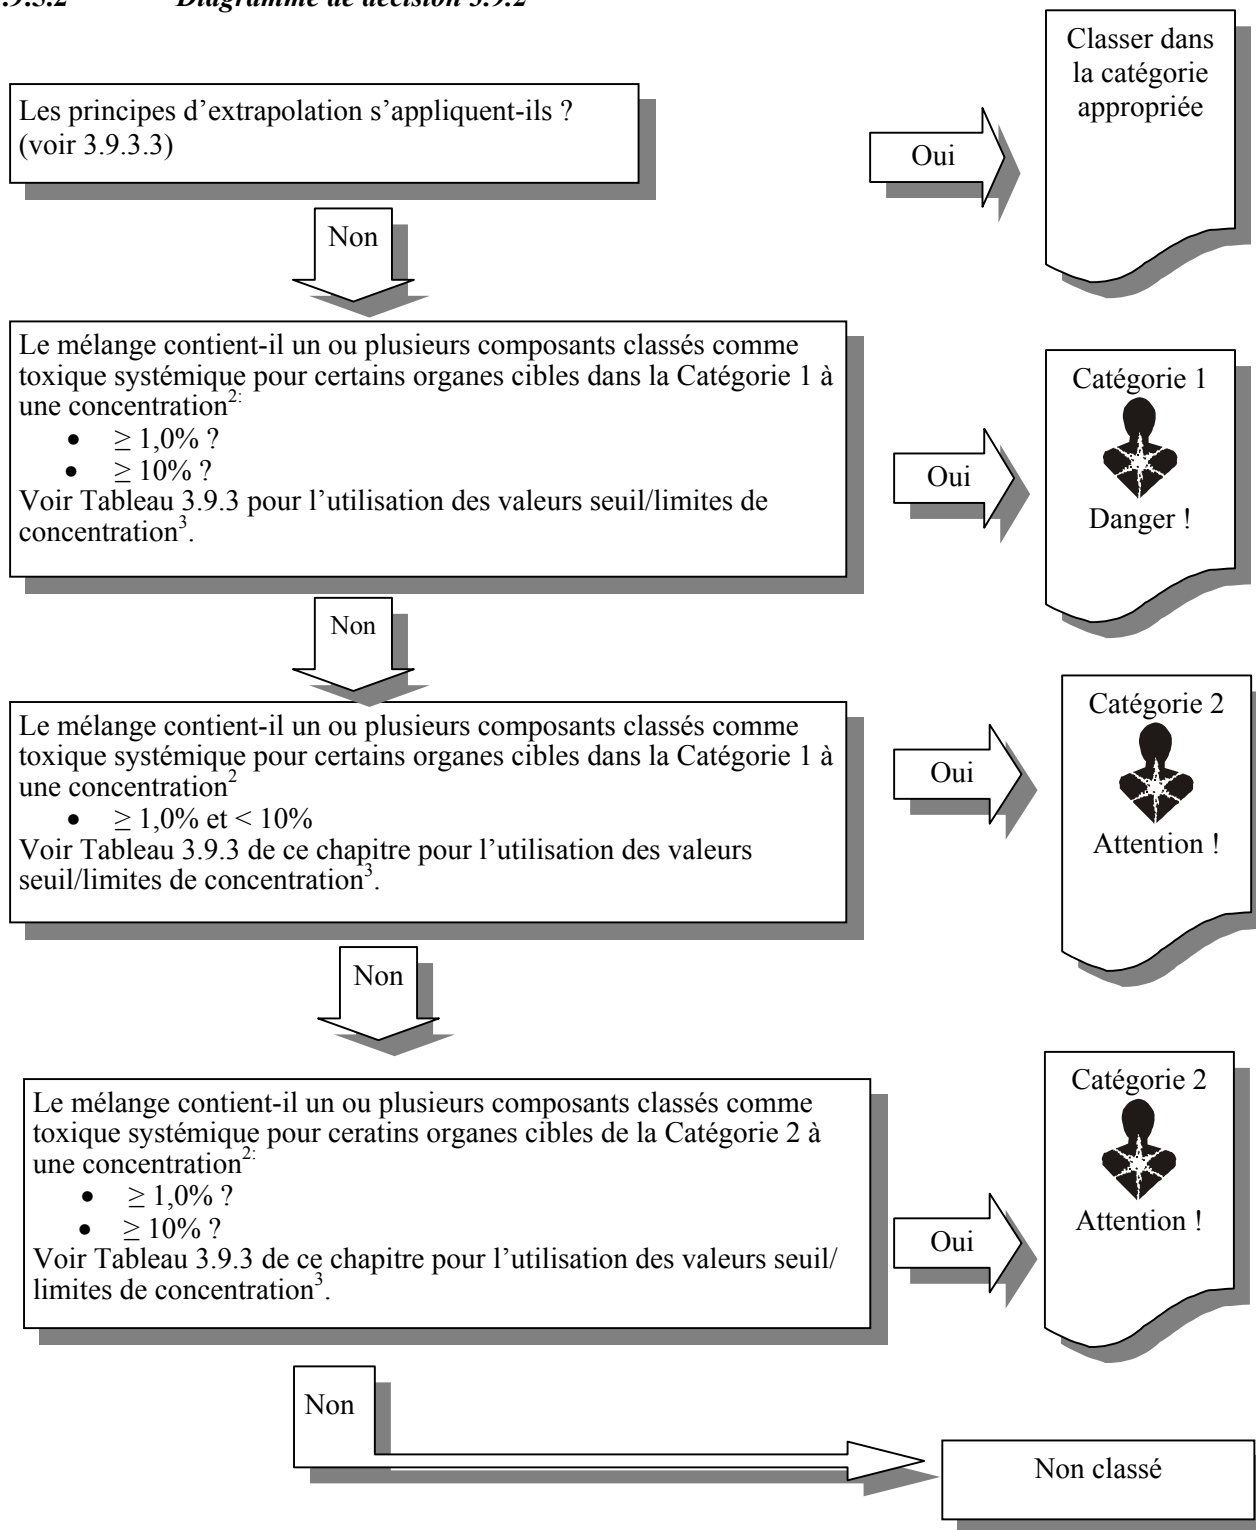 Diagramme de décision 3.9.2
Classer dans
la catégorie
appropriée
Les principes d'extrapolation s'appliquent-ils ?
(voir 3.9.3.3)
Oui
Non
Le mélange contient-il un ou plusieurs composants classés comme
toxique systémique pour certains organes cibles dans la Catégorie 1 à
une concentration2:
• ≥ 1,0% ?
• ≥ 10% ?
Voir Tableau 3.9.3 pour l'utilisation des valeurs seuil/limites de
concentration3.
Oui
Catégorie 1
Danger !
Non
Le mélange contient-il un ou plusieurs composants classés comme
toxique systémique pour certains organes cibles dans la Catégorie 1 à
une concentration2
• ≥ 1,0% et < 10%
Voir Tableau 3.9.3 de ce chapitre pour l'utilisation des valeurs
seuil/limites de concentration3.
Oui
Catégorie 2
Attention !
Non
Le mélange contient-il un ou plusieurs composants classés comme
toxique systémique pour ceratins organes cibles de la Catégorie 2 à
une concentration2:
• ≥ 1,0% ?
• ≥ 10% ?
Voir Tableau 3.9.3 de ce chapitre pour l'utilisation des valeurs seuil/
limites de concentration3.
Oui
Catégorie 2
Attention !
Non
Non classé